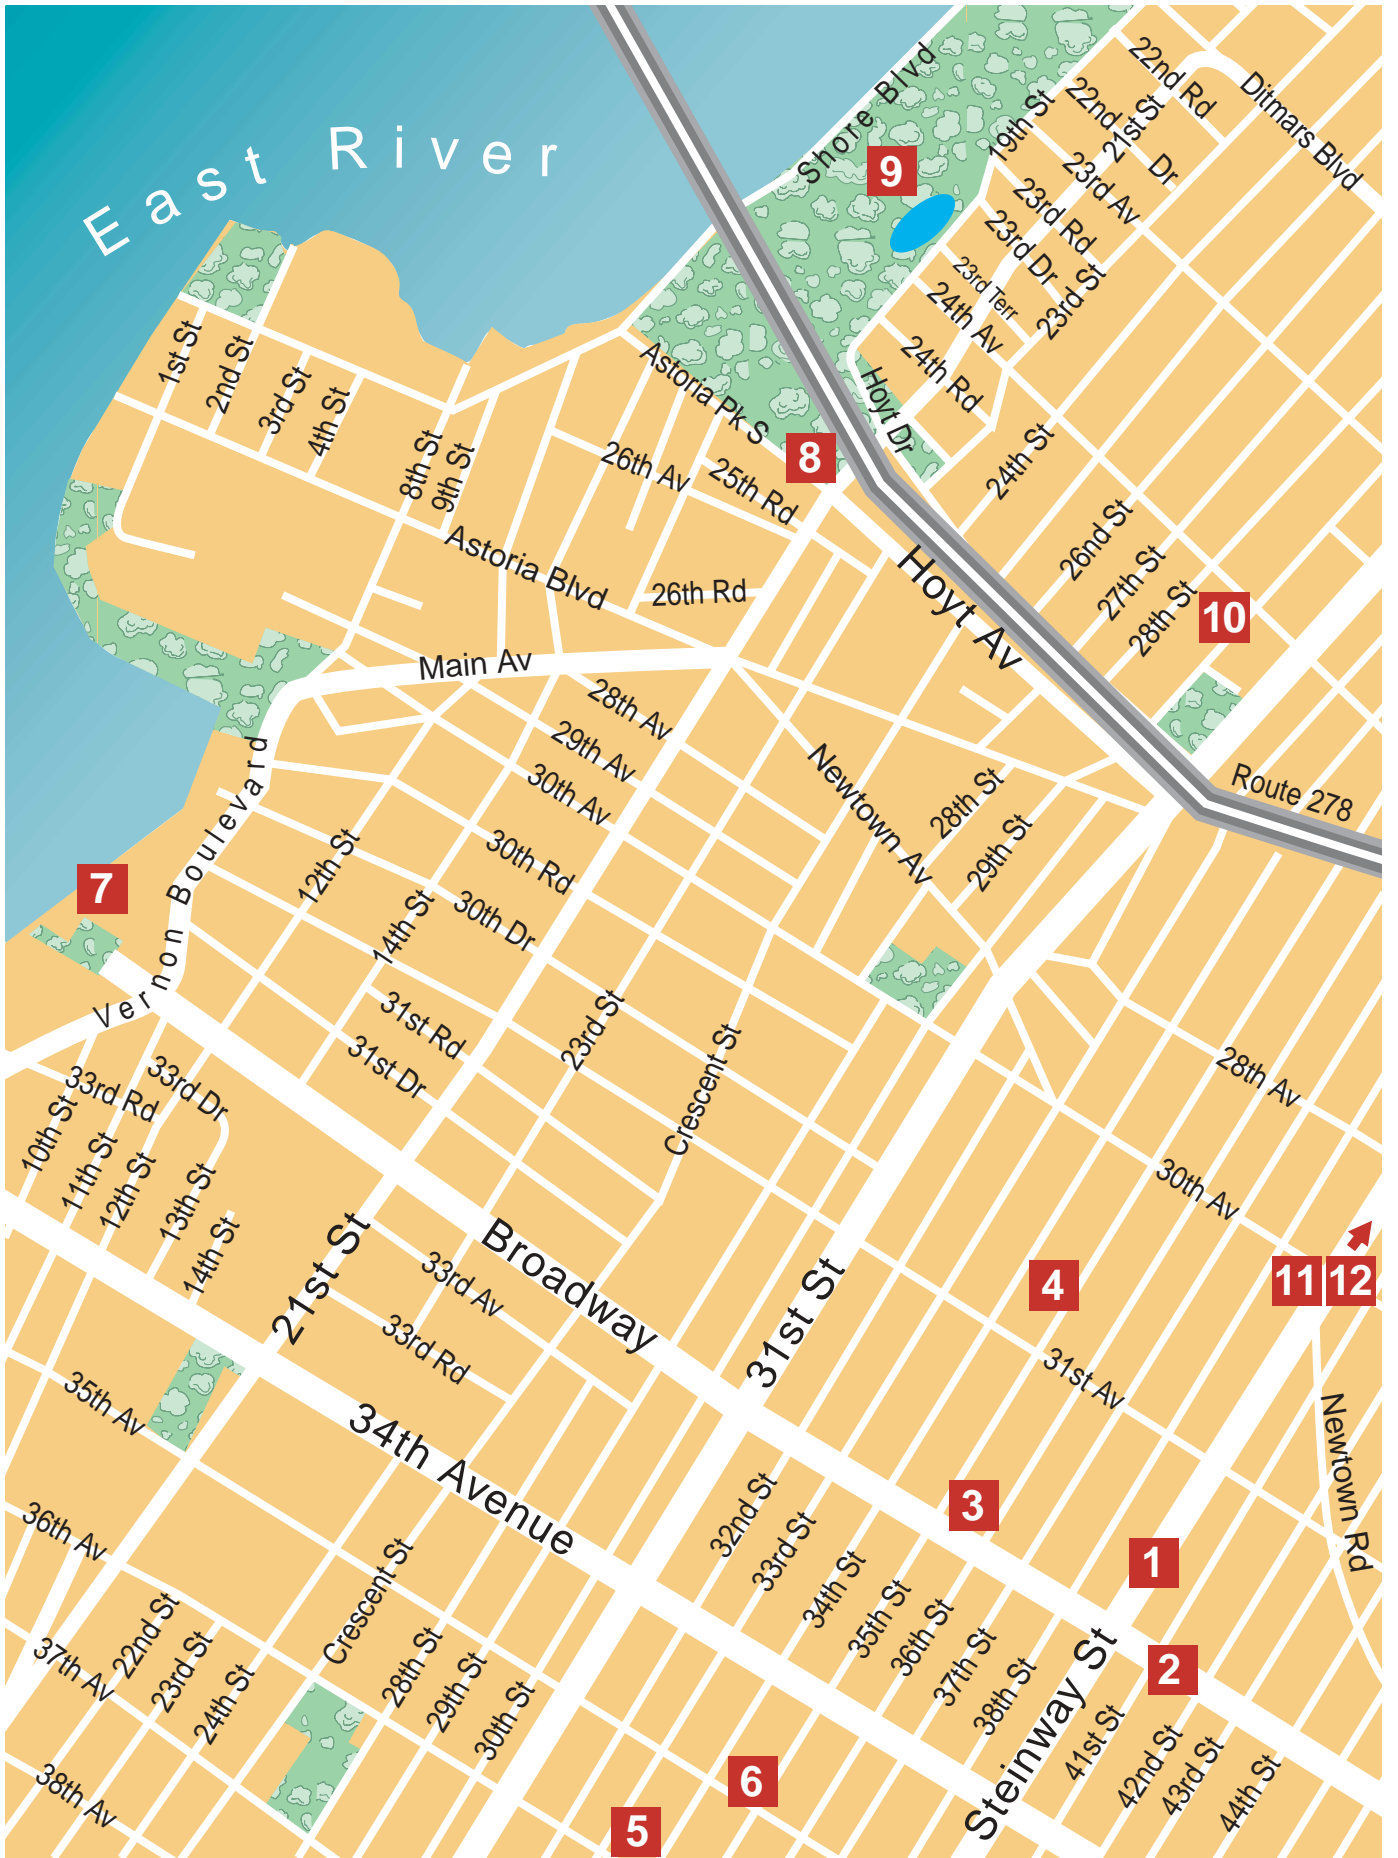 East River
Shore Blvd
9
19th St
22nd Rd
22nd Dr
21st St
Ditmars Blvd
23rd Av
23rd Rd
23rd Dr
23rd Terr
23rd St
24th Av
24th Rd
Hoyt Dr
1st St
2nd St
3rd St
4th St
8th St
9th St
Astoria Pk S
8
26th Av
25th Rd
24th St
Astoria Blvd
26th Rd
Hoyt Av
26nd St
27th St
28th St
10
Main Av
28th Av
29th Av
30th Av
Newtown Av
28th St
29th St
Route 278
Vernon Boulevard
7
12th St
14th St
30th Rd
30th Dr
31st Rd
31st Dr
23rd St
Crescent St
28th Av
30th Av
33rd Rd
33rd Dr
10th St
11th St
12th St
13th St
14th St
21st St
Broadway
33rd Av
33rd Rd
31st St
4
11
12
31st Av
Newtown Rd
35th Av
34th Avenue
36th Av
37th Av
38th Av
22nd St
23rd St
24th St
Crescent St
28th St
29th St
30th St
32nd St
33rd St
34th St
35th St
36th St
37th St
38th St
3
1
2
Steinway St
41st St
42nd St
43rd St
44th St
6
5